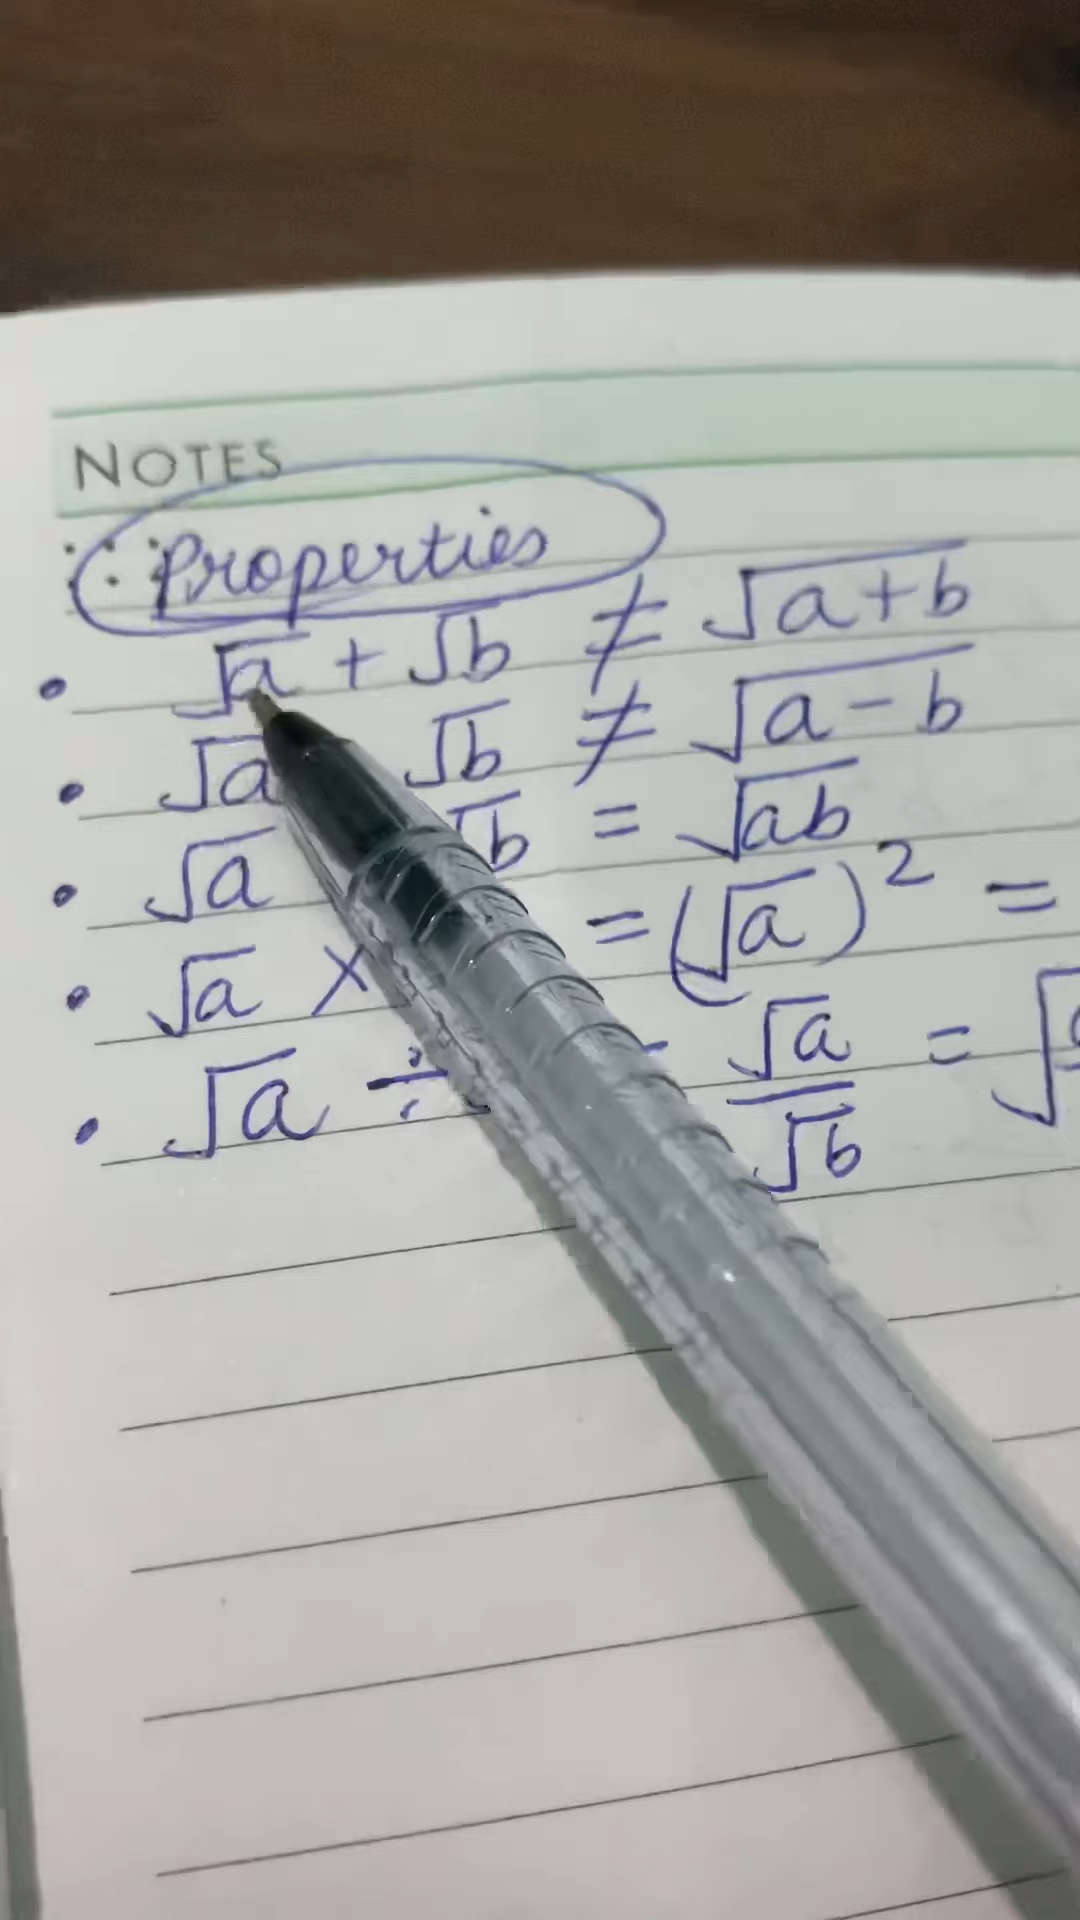 NOTES
Properties
• √a + √b ≠ √(a+b)
• √a √b ≠ √(a-b)
• √a √b = √(ab)
• √a × = (√a)² =
• √a ÷ √a/√b = √